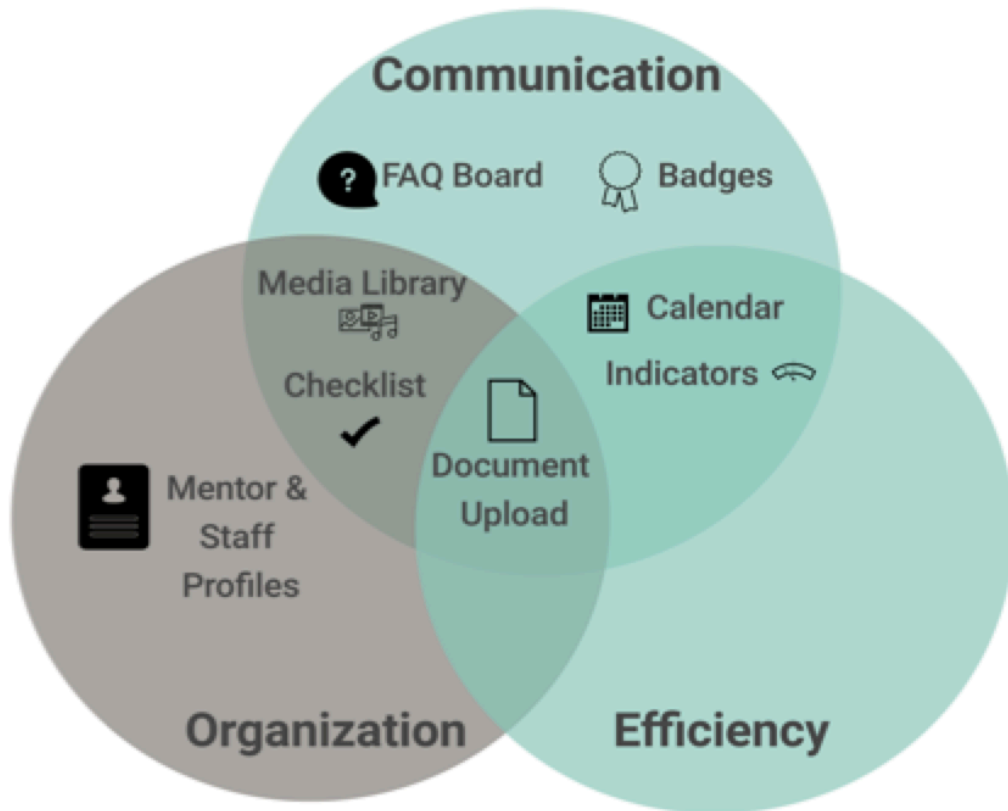 Communication
? FAQ Board
Badges
Media Library
Calendar
Indicators
Checklist
Document
Upload
Mentor &
Staff
Profiles
Organization
Efficiency